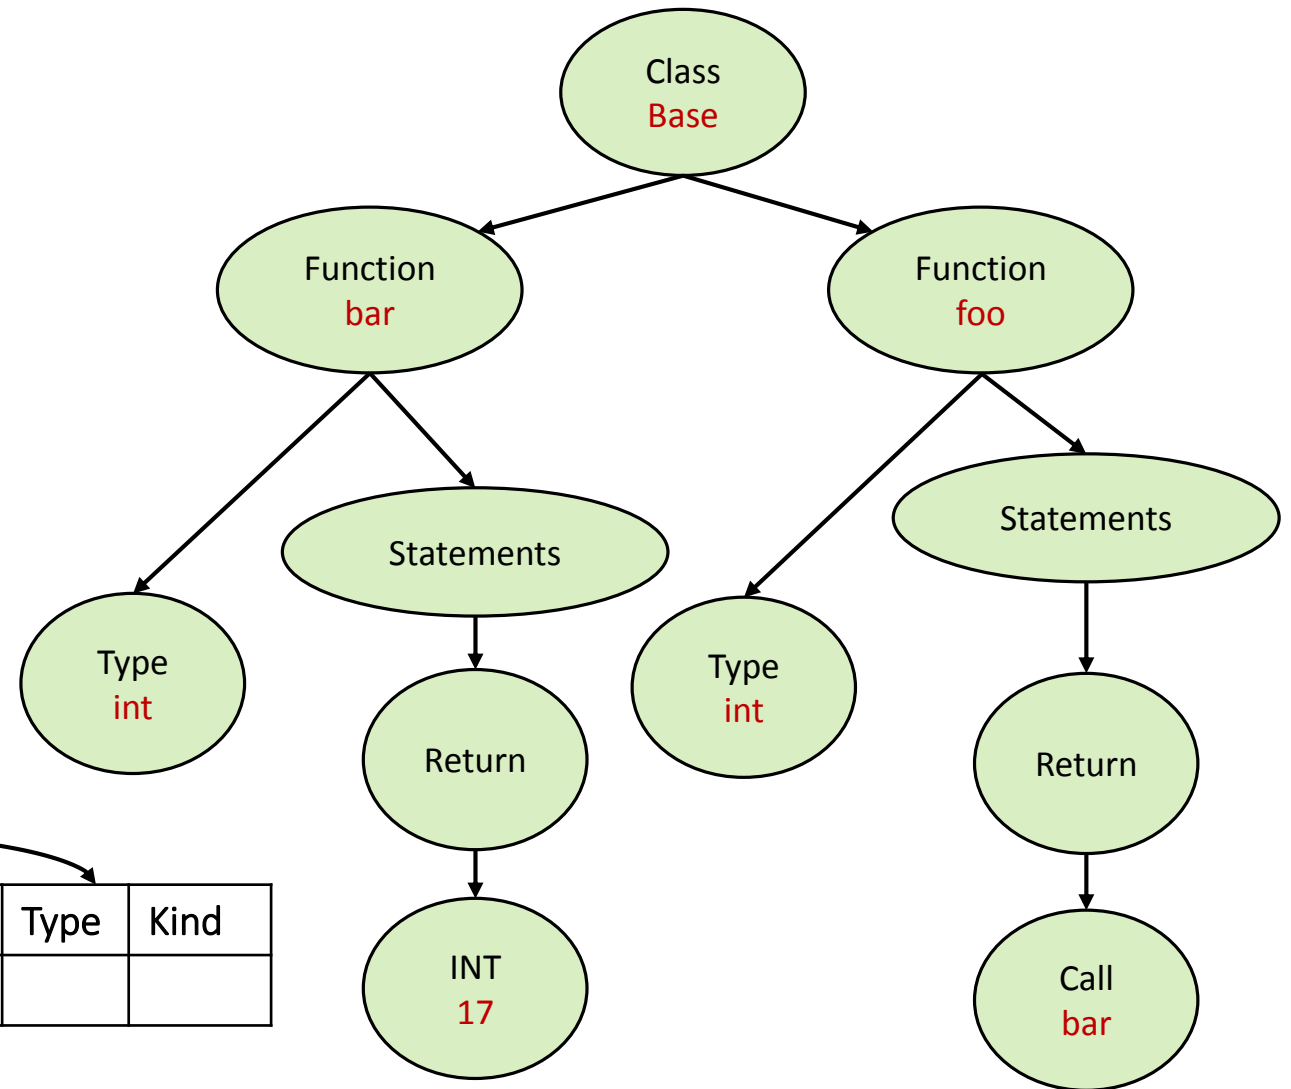 Class
Base
Function
bar
Function
foo
Statements
Statements
Type
int
Type
int
Return
Return
Type Kind
INT
17
Call
bar